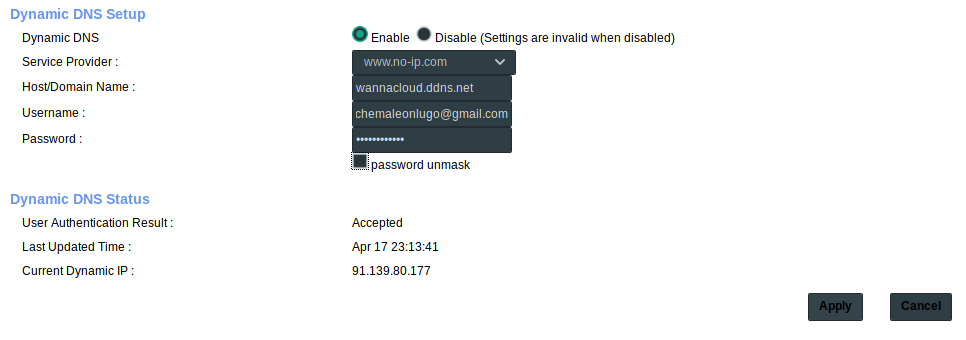 Dynamic DNS Setup
Dynamic DNS Enable Disable (Settings are invalid when disabled)
Service Provider : www.no-ip.com
Host/Domain Name : wannacloud.ddns.net
Username : chemaleonlugo@gmail.com
Password : ••••••••••••
password unmask
Dynamic DNS Status
User Authentication Result : Accepted
Last Updated Time : Apr 17 23:13:41
Current Dynamic IP : 91.139.80.177
Apply Cancel